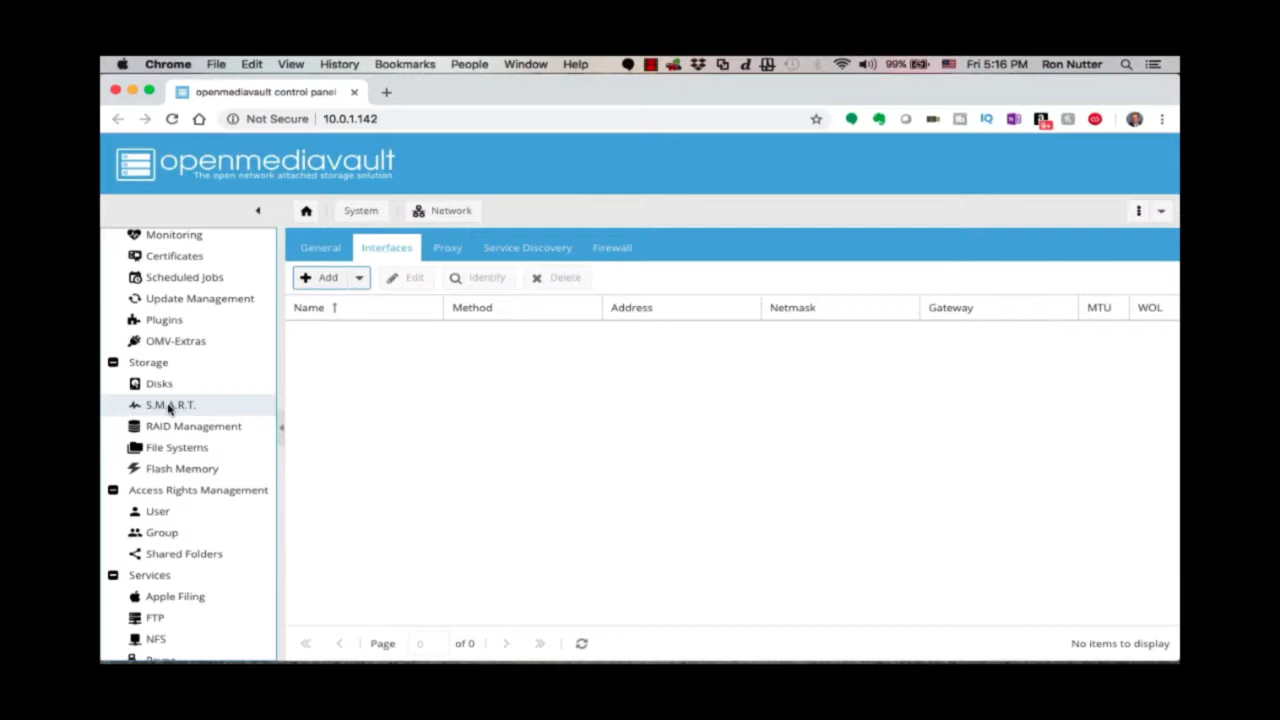 Chrome File Edit View History Bookmarks People Window Help 99% Fri 5:16 PM Ron Nutter
openmediavault control panel
Not Secure 10.0.1.142
openmediavault
The open network attached storage solution
System Network
Monitoring
Certificates
Scheduled Jobs
Update Management
Plugins
OMV-Extras
Storage
Disks
S.M.A.R.T.
RAID Management
File Systems
Flash Memory
Access Rights Management
User
Group
Shared Folders
Services
Apple Filing
FTP
NFS
General Interfaces Proxy Service Discovery Firewall
Add Edit Identify Delete
Name Method Address Netmask Gateway MTU WOL
Page 0 of 0 No items to display